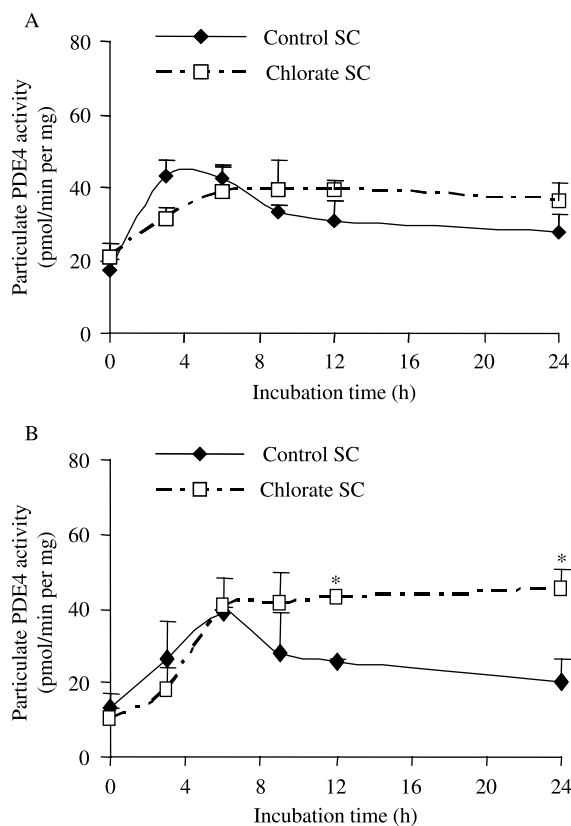 A
Control SC
Chlorate SC
Particulate PDE4 activity
(pmol/min per mg)
80
60
40
20
0
0 4 8 12 16 20 24
Incubation time (h)
B
Control SC
Chlorate SC
Particulate PDE4 activity
(pmol/min per mg)
80
60
40
20
0
* *
0 4 8 12 16 20 24
Incubation time (h)